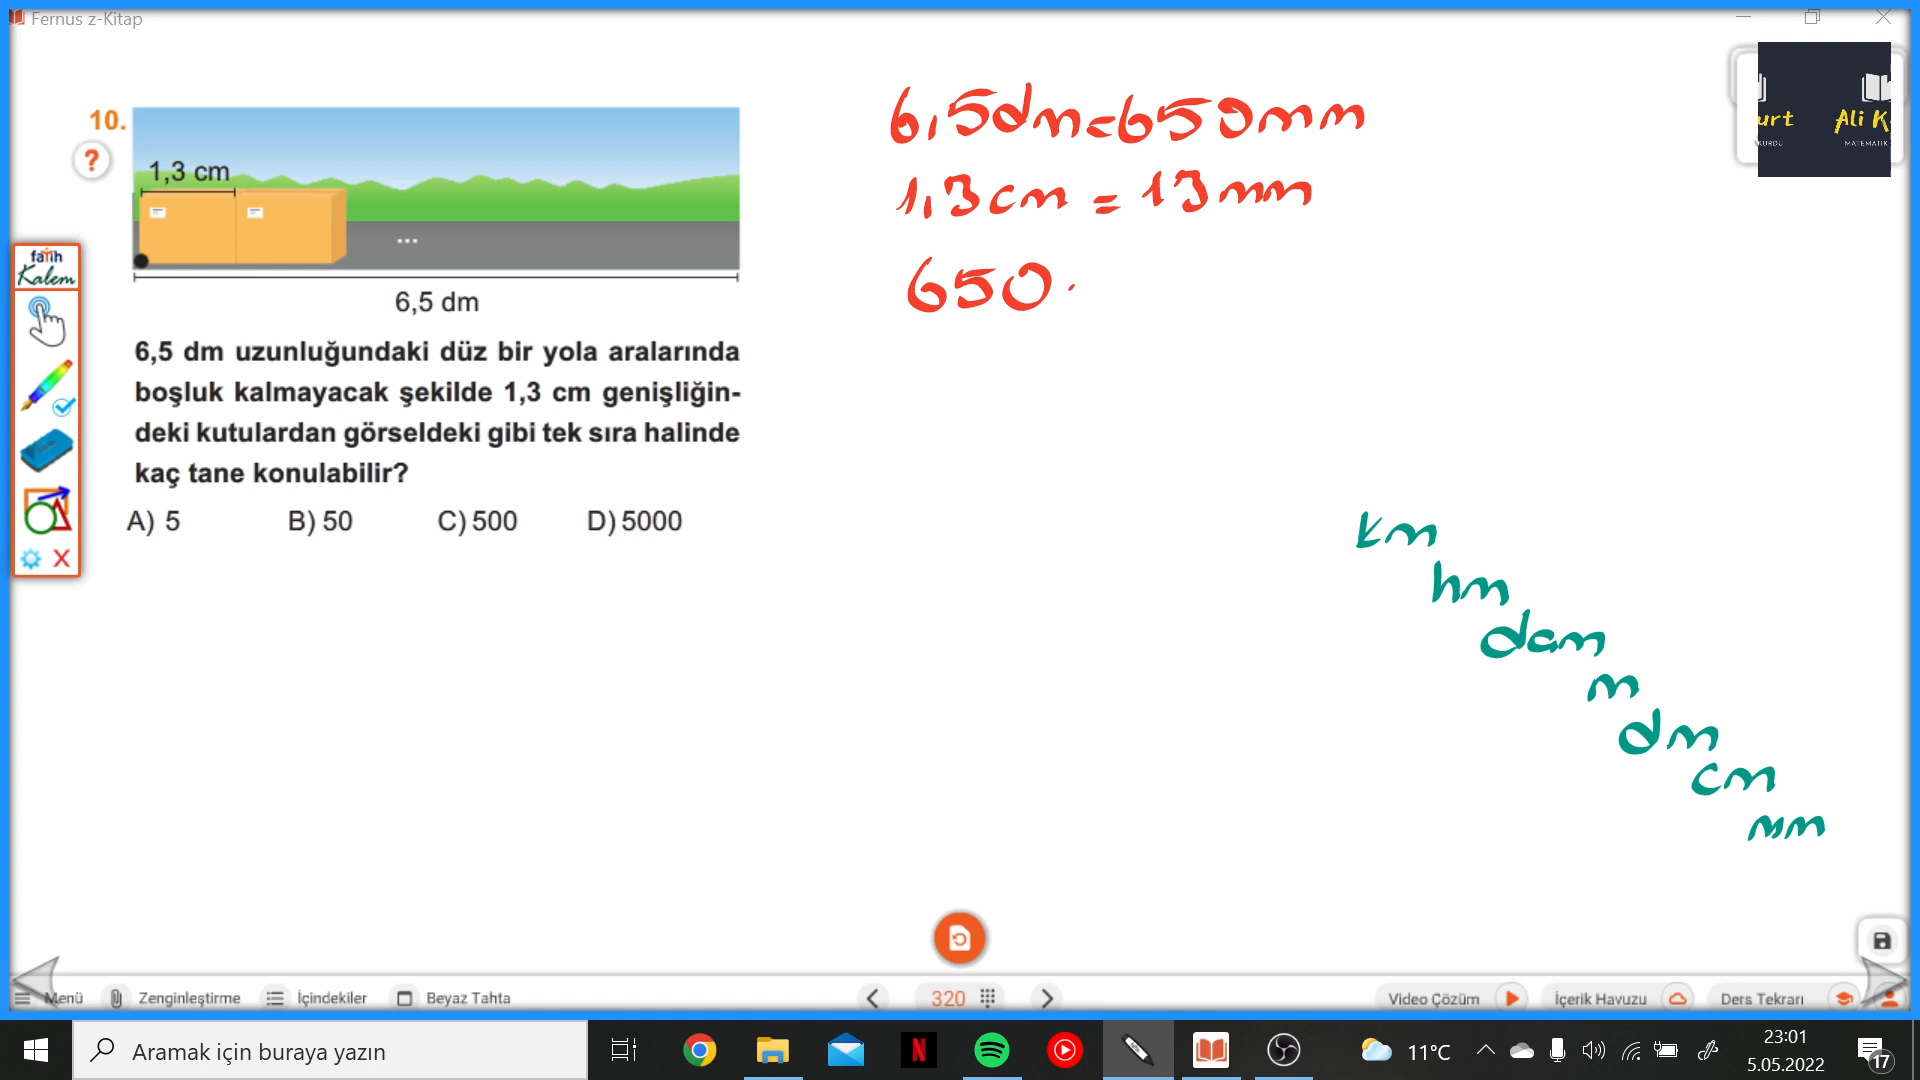 Fernus z-Kitap
10.
?
1,3 cm
...
6,5 dm
6,5 dm uzunluğundaki düz bir yola aralarında
boşluk kalmayacak şekilde 1,3 cm genişliğin-
deki kutulardan görseldeki gibi tek sıra halinde
kaç tane konulabilir?
A) 5 B) 50 C) 500 D) 5000
6,5dm=650mm
1,3cm = 13mm
650
km
hm
dam
m
dm
cm
mm
urt Ali K
KURDU MATEMATIK
fatih
Kalem
Menü Zenginleştirme İçindekiler Beyaz Tahta 320 Video Çözüm İçerik Havuzu Ders Tekrarı
Aramak için buraya yazın 11°C 23:01
5.05.2022 17